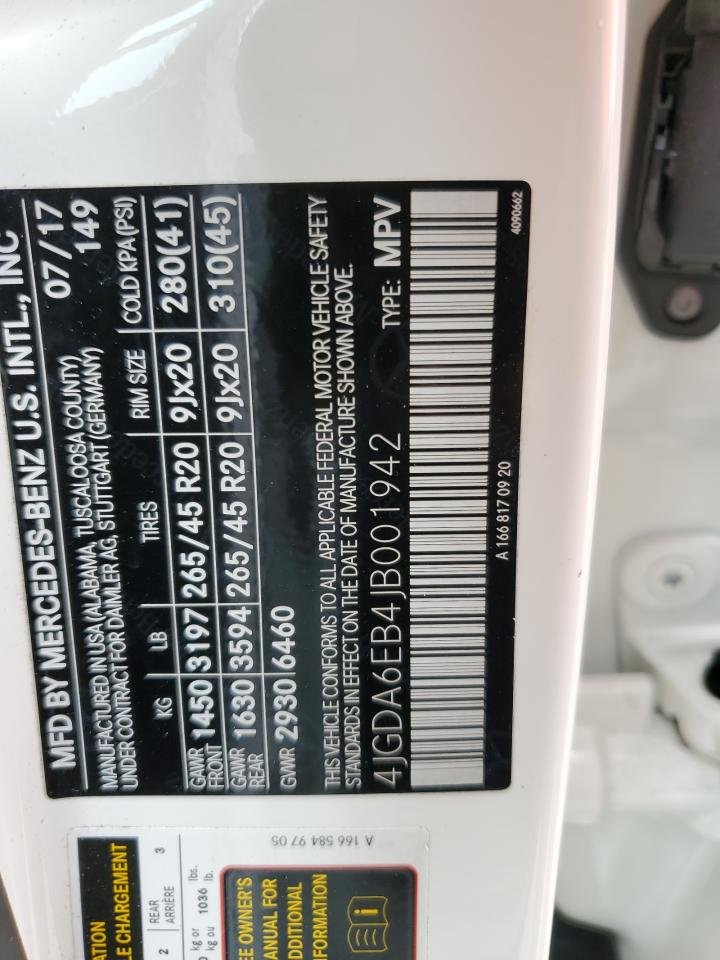 MFD BY MERCEDES-BENZ U.S. INTL., INC
MANUFACTURED IN USA (ALABAMA, TUSCALOOSA COUNTY) 07/17
UNDER CONTRACT FOR DAIMLER AG, STUTTGART (GERMANY) 149
KG LB TIRES RIM SIZE COLD KPA(PSI)
GAWR FRONT 1450 3197 265/45 R20 9Jx20 280(41)
GAWR REAR 1630 3594 265/45 R20 9Jx20 310(45)
GVWR 2930 6460
THIS VEHICLE CONFORMS TO ALL APPLICABLE FEDERAL MOTOR VEHICLE SAFETY
STANDARDS IN EFFECT ON THE DATE OF MANUFACTURE SHOWN ABOVE.
4JGDA6EB4JB001942 TYPE: MPV
A 166 817 09 20 4090662
A 166 584 97 05
LE CHARGEMENT
2 REAR 3
ARRIÈRE
kg or 1036 lbs.
kg ou lb.
OWNER'S
FOR
INFORMATION